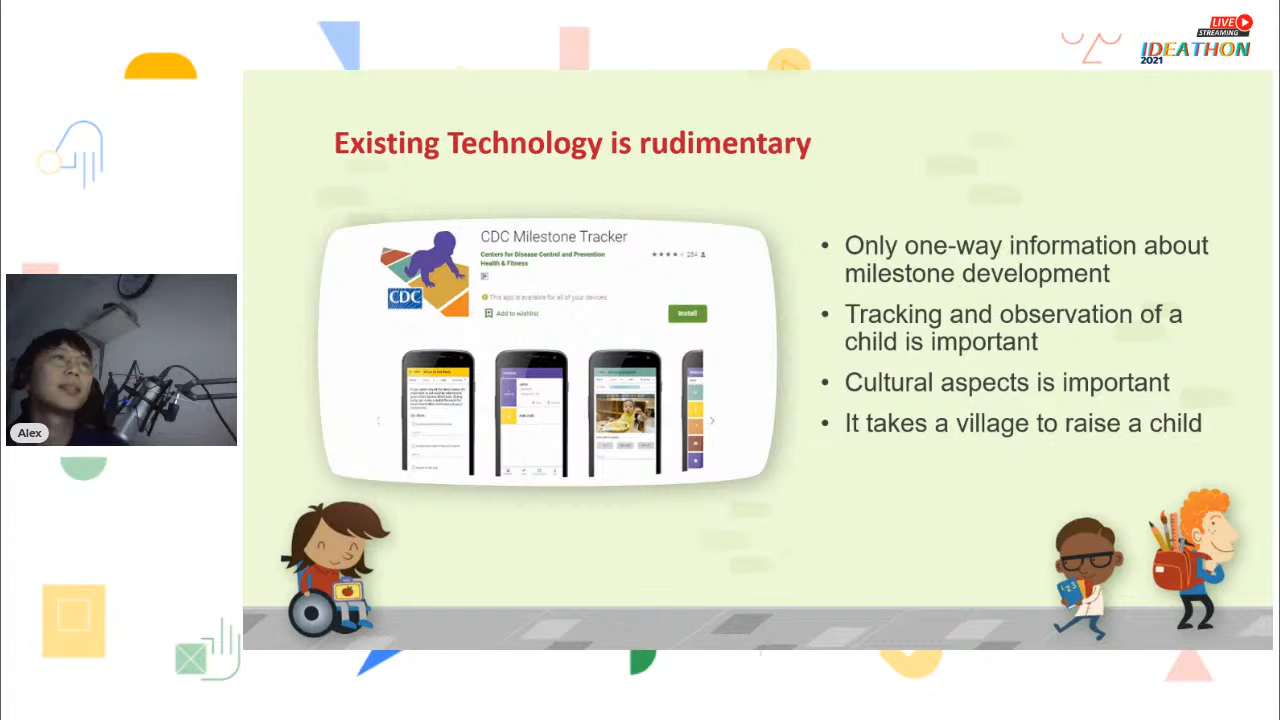 LIVE
STREAMING
IDEATHON
2021
Existing Technology is rudimentary
CDC Milestone Tracker
Centers for Disease Control and Prevention
Health & Fitness
284
This app is available for all of your devices
Add to wishlist
Install
CDC
• Only one-way information about
milestone development
• Tracking and observation of a
child is important
• Cultural aspects is important
• It takes a village to raise a child
Alex
123